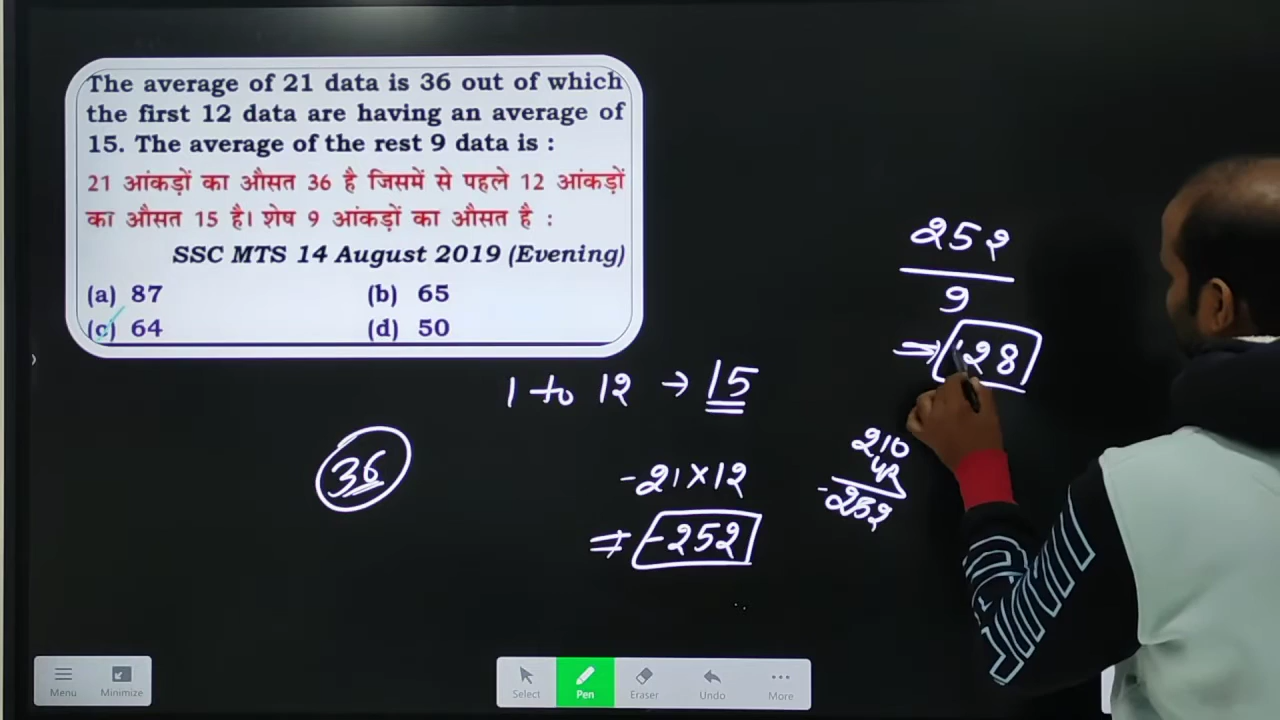 The average of 21 data is 36 out of which
the first 12 data are having an average of
15. The average of the rest 9 data is :
21 आंकड़ों का औसत 36 है जिसमें से पहले 12 आंकड़ों
का औसत 15 है। शेष 9 आंकड़ों का औसत है :
SSC MTS 14 August 2019 (Evening)
(a) 87 (b) 65
(c) 64 (d) 50
252
9
⇒ 28
1 to 12 → 15
36
-21×12
⇒ -252
210
42
-252
Menu
Minimize
Select
Pen
Eraser
Undo
More